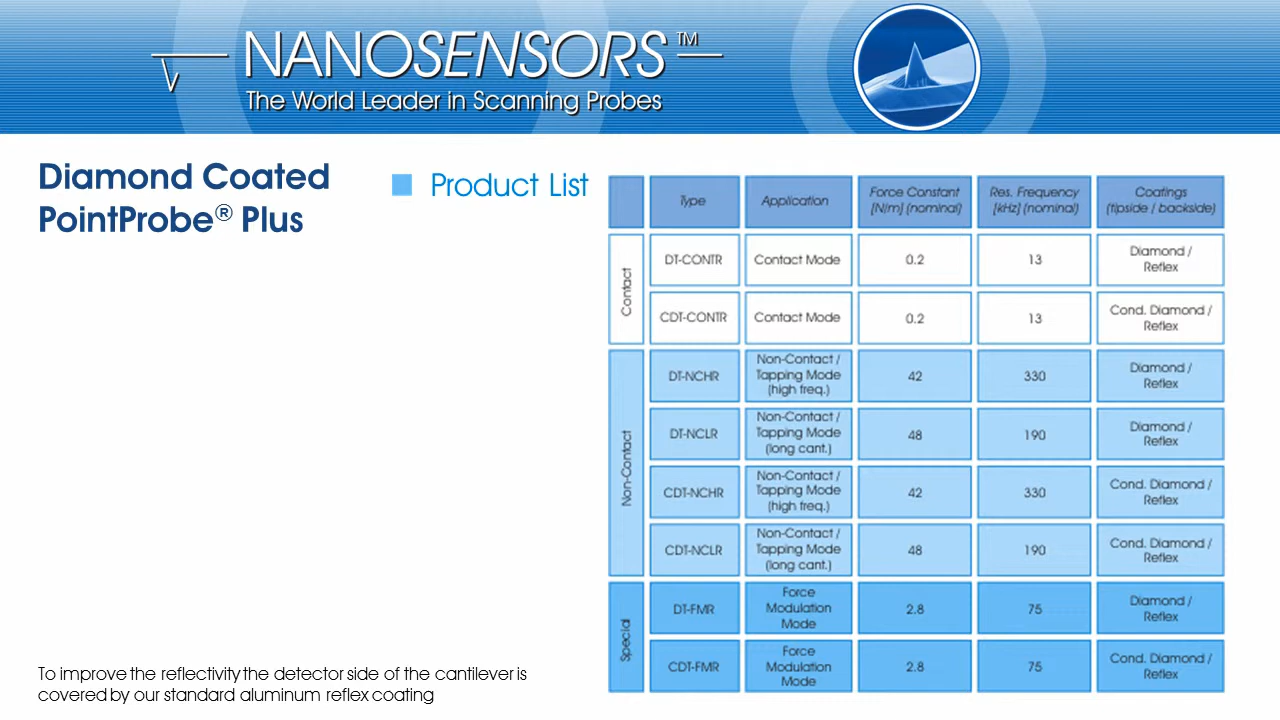 NANOSENSORS™
The World Leader in Scanning Probes
Diamond Coated
PointProbe® Plus
Product List
Type
Application
Force Constant
[N/m] (nominal)
Res. Frequency
[kHz] (nominal)
Coatings
(tipside / backside)
Contact
DT-CONTR
Contact Mode
0.2
13
Diamond /
Reflex
CDT-CONTR
Contact Mode
0.2
13
Cond. Diamond /
Reflex
Non-Contact
DT-NCHR
Non-Contact /
Tapping Mode
(high freq.)
42
330
Diamond /
Reflex
DT-NCLR
Non-Contact /
Tapping Mode
(long cant.)
48
190
Diamond /
Reflex
CDT-NCHR
Non-Contact /
Tapping Mode
(high freq.)
42
330
Cond. Diamond /
Reflex
CDT-NCLR
Non-Contact /
Tapping Mode
(long cant.)
48
190
Cond. Diamond /
Reflex
Special
DT-FMR
Force
Modulation
Mode
2.8
75
Diamond /
Reflex
CDT-FMR
Force
Modulation
Mode
2.8
75
Cond. Diamond /
Reflex
To improve the reflectivity the detector side of the cantilever is
covered by our standard aluminum reflex coating